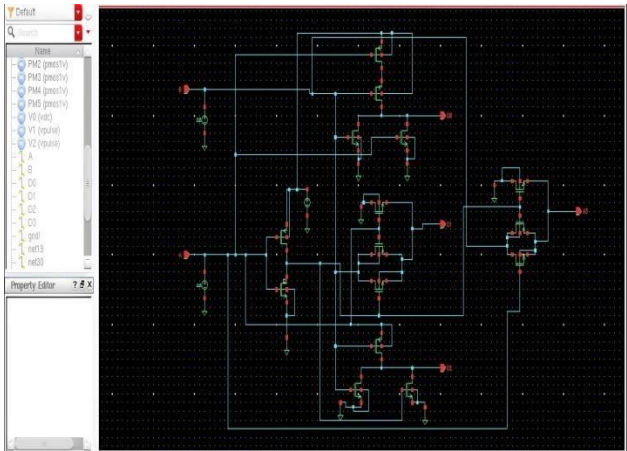 Default
Search
Name
PM2 (pmos1v)
PM3 (pmos1v)
PM4 (pmos1v)
PM5 (pmos1v)
V0 (vdc)
V1 (vpulse)
V2 (vpulse)
A
B
D0
D1
D2
D3
gnd!
net19
net30
Property Editor